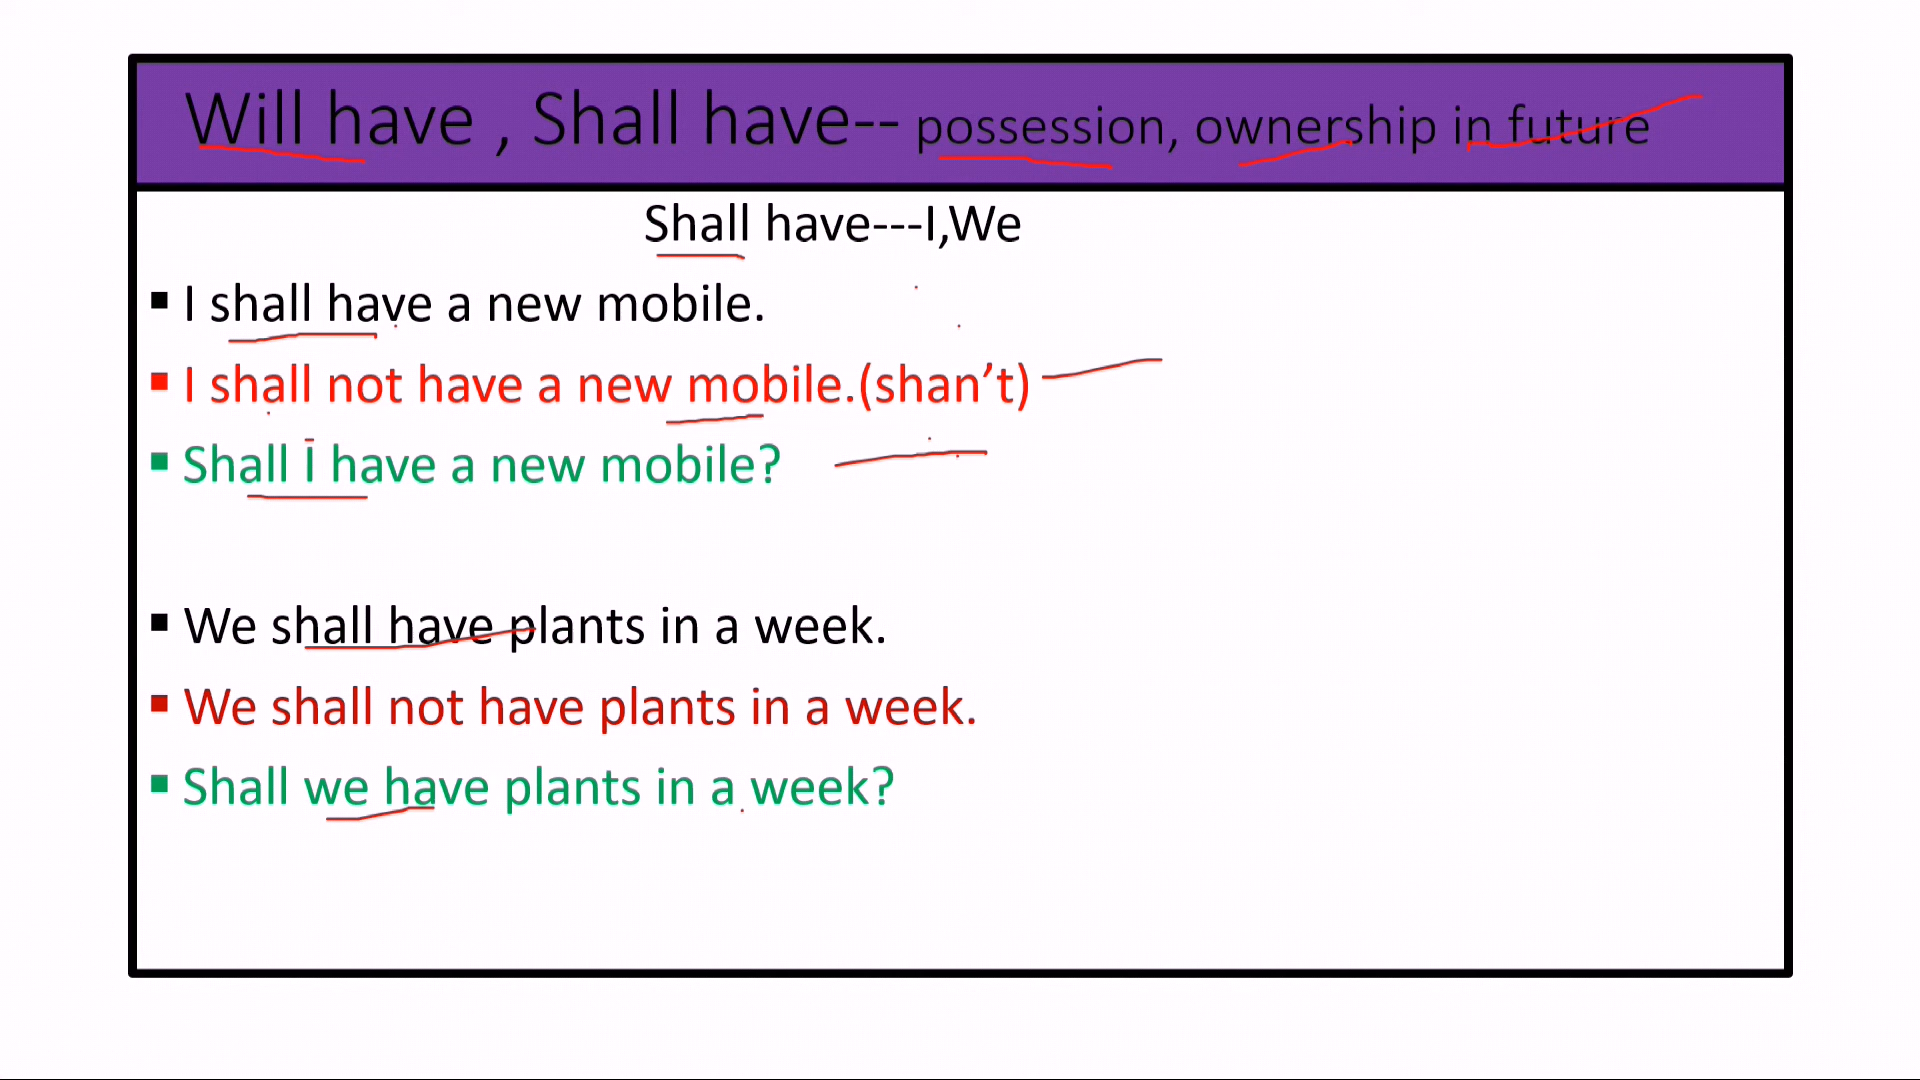 Will have , Shall have-- possession, ownership in future
Shall have---I,We
▪ I shall have a new mobile.
▪ I shall not have a new mobile.(shan’t)
▪ Shall I have a new mobile?
▪ We shall have plants in a week.
▪ We shall not have plants in a week.
▪ Shall we have plants in a week?